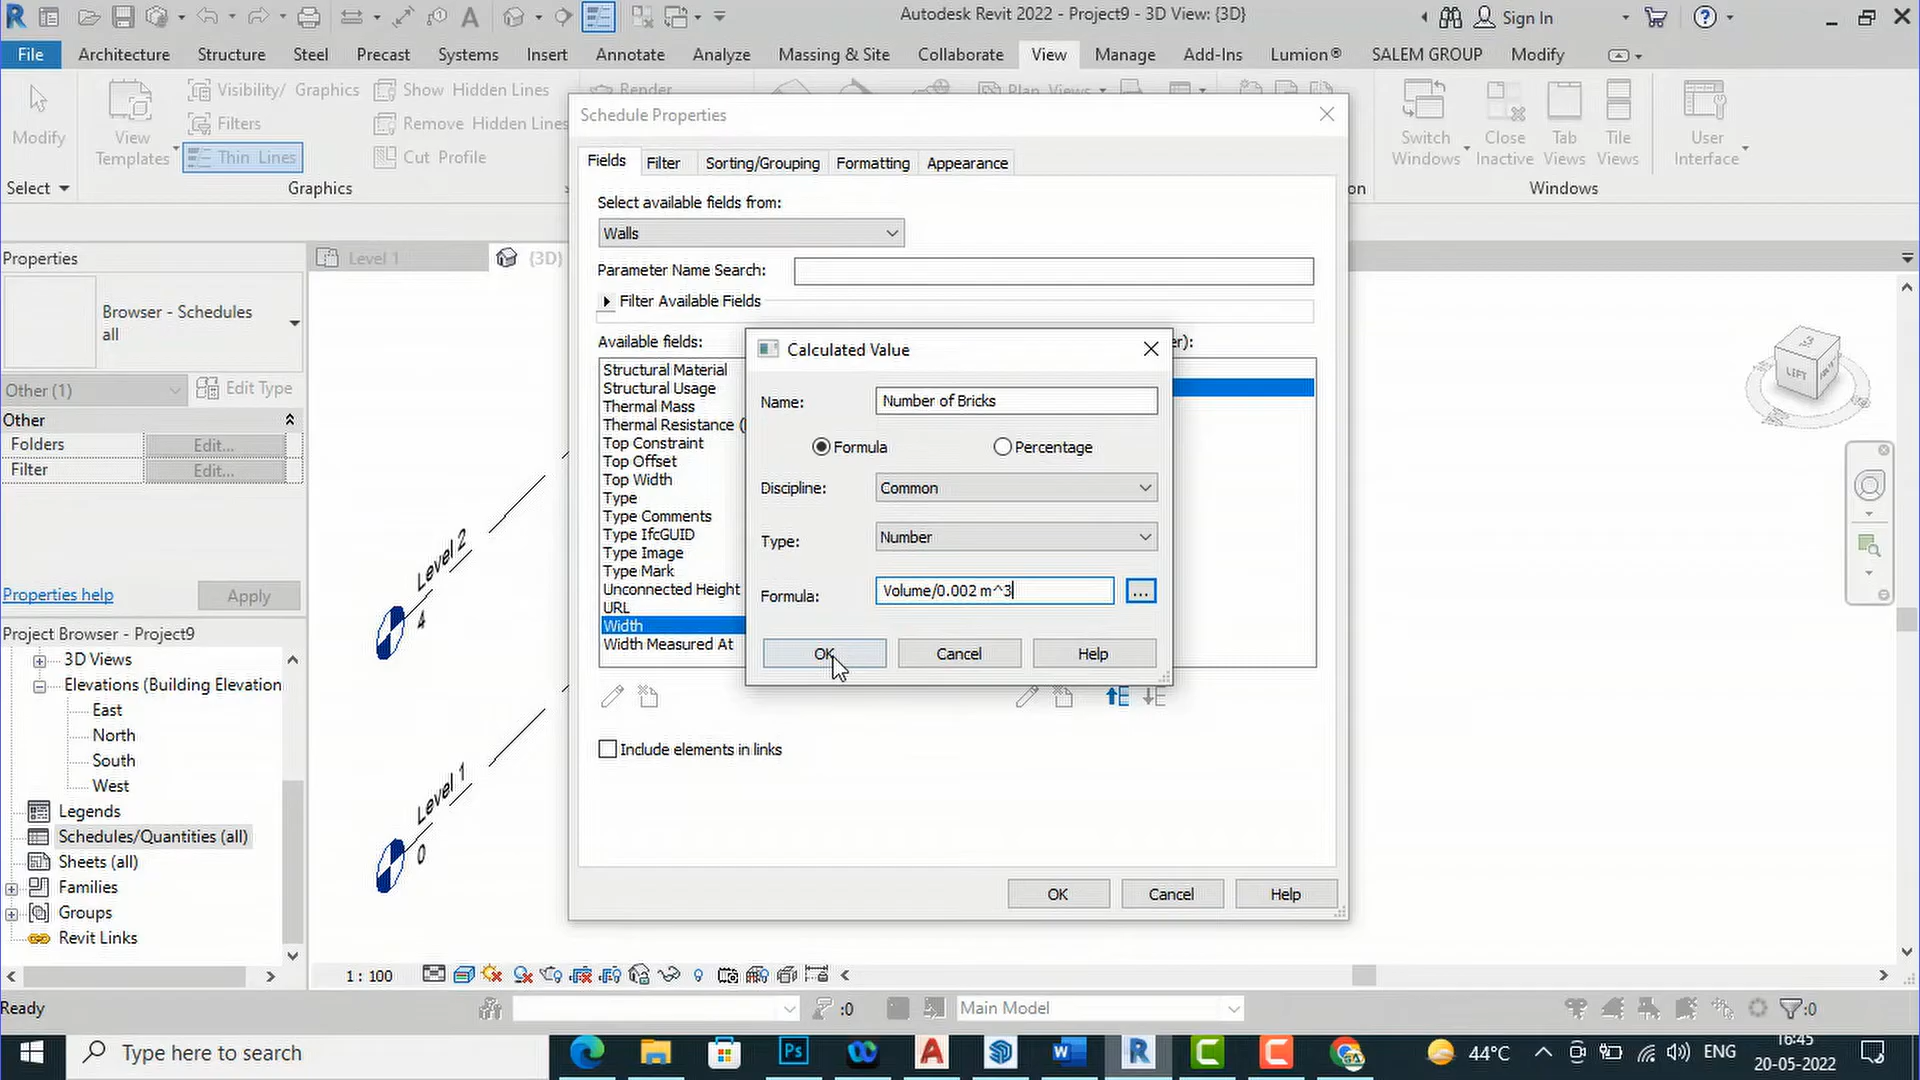 Autodesk Revit 2022 - Project9 - 3D View: {3D}
Sign In
File Architecture Structure Steel Precast Systems Insert Annotate Analyze Massing & Site Collaborate View Manage Add-Ins Lumion® SALEM GROUP Modify
Modify
View Templates
Visibility/ Graphics
Filters
Thin Lines
Show Hidden Lines
Remove Hidden Lines
Cut Profile
Render
Plan Views
Switch Windows
Close Inactive
Tab Views
Tile Views
User Interface
Select
Graphics
Windows
Properties
Browser - Schedules
all
Other (1)
Edit Type
Other
Folders Edit...
Filter Edit...
Properties help
Apply
Project Browser - Project9
3D Views
Elevations (Building Elevation
East
North
South
West
Legends
Schedules/Quantities (all)
Sheets (all)
Families
Groups
Revit Links
Level 1
{3D}
Level 2
4
Level 1
0
LEFT
Schedule Properties
Fields Filter Sorting/Grouping Formatting Appearance
Select available fields from:
Walls
Parameter Name Search:
Filter Available Fields
Available fields:
er):
Structural Material
Structural Usage
Thermal Mass
Thermal Resistance (
Top Constraint
Top Offset
Top Width
Type
Type Comments
Type IfcGUID
Type Image
Type Mark
Unconnected Height
URL
Width
Width Measured At
Include elements in links
OK Cancel Help
Calculated Value
Name: Number of Bricks
Formula Percentage
Discipline: Common
Type: Number
Formula: Volume/0.002 m^3 ...
OK Cancel Help
1 : 100
Ready
:0
Main Model
:0
Type here to search
Ps
44°C
ENG
16:45
20-05-2022